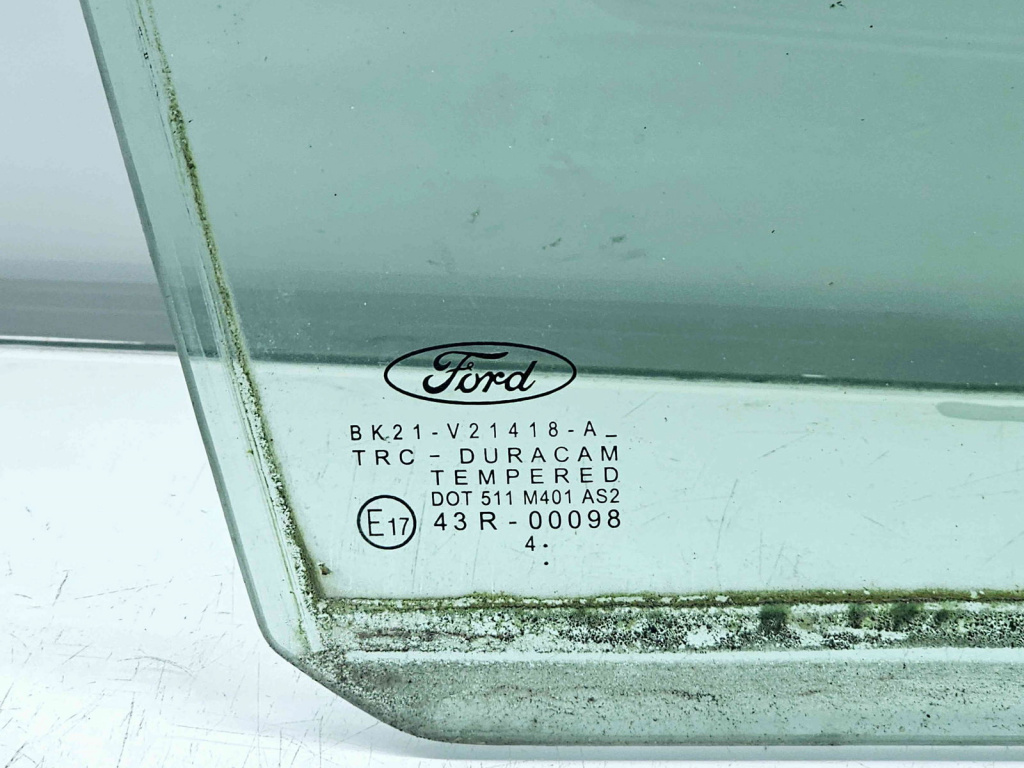 Ford
BK21-V21418-A_
TRC - DURACAM
TEMPERED
DOT 511 M401 AS2
E17 43R-00098
4.
.